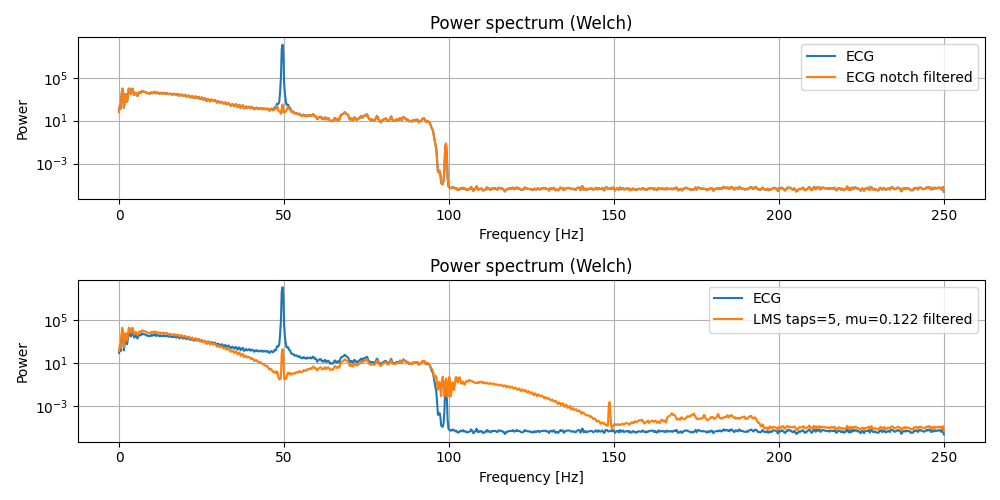 Power spectrum (Welch)
ECG
ECG notch filtered
Power
10^5
10^1
10^-3
0 50 100 150 200 250
Frequency [Hz]
Power spectrum (Welch)
ECG
LMS taps=5, mu=0.122 filtered
Power
10^5
10^1
10^-3
0 50 100 150 200 250
Frequency [Hz]